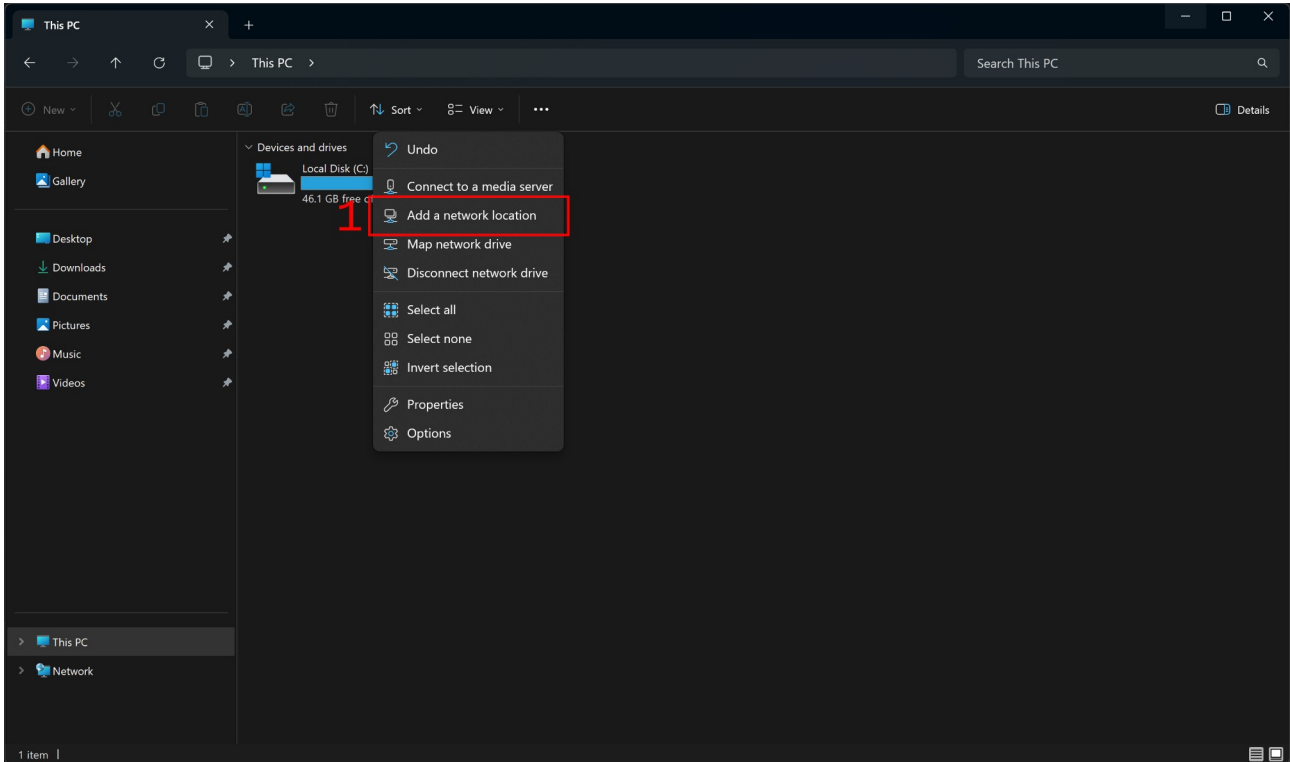 This PC
This PC
Search This PC
New
Sort
View
Details
Home
Gallery
Desktop
Downloads
Documents
Pictures
Music
Videos
This PC
Network
Devices and drives
Local Disk (C:)
46.1 GB free
1
Undo
Connect to a media server
Add a network location
Map network drive
Disconnect network drive
Select all
Select none
Invert selection
Properties
Options
1 item